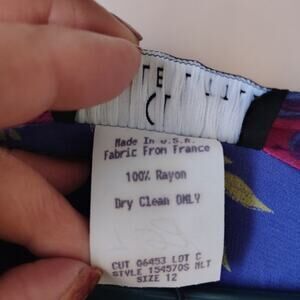 Made In U.S.A.
Fabric From France
100% Rayon
Dry Clean ONLY
CUT 06453 LOT C
STYLE 154570S MLT
SIZE 12